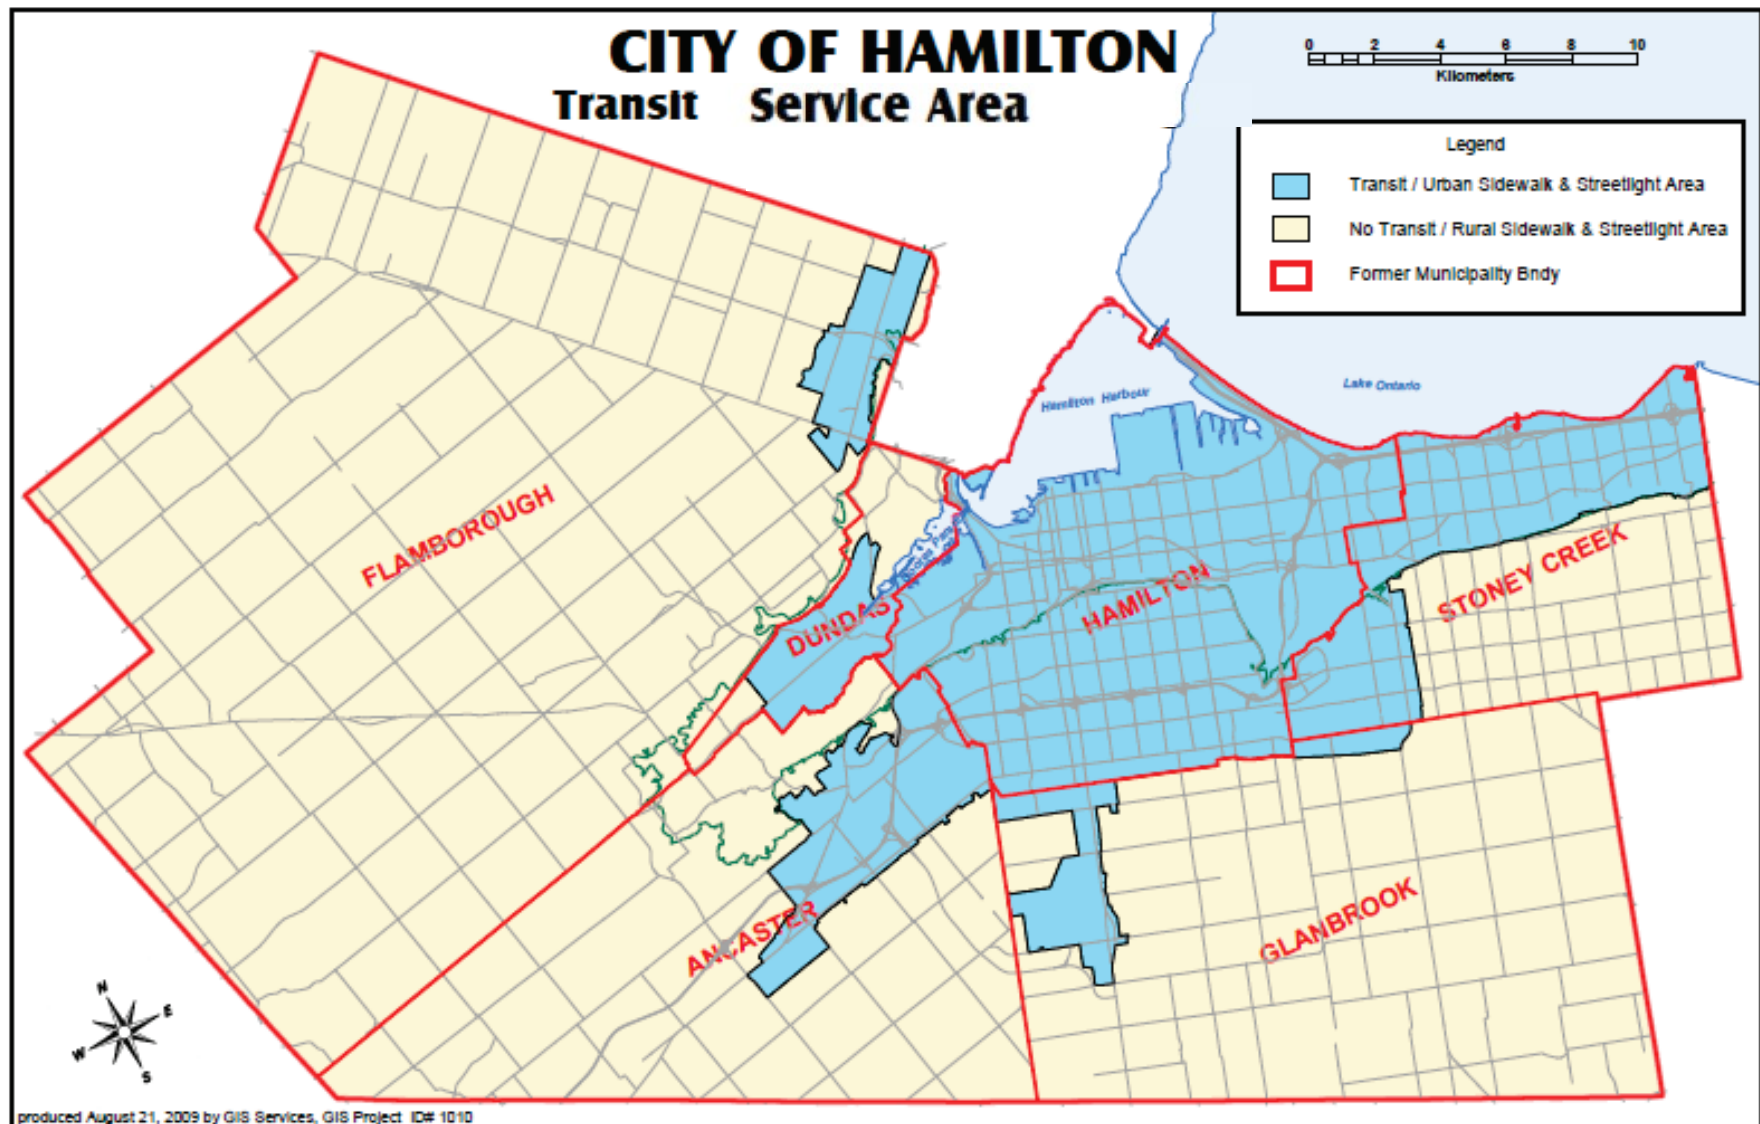 CITY OF HAMILTON
Transit Service Area
0 2 4 6 8 10
Kilometers
Legend
Transit / Urban Sidewalk & Streetlight Area
No Transit / Rural Sidewalk & Streetlight Area
Former Municipality Bndy
Lake Ontario
Hamilton Harbour
FLAMBOROUGH
STONEY CREEK
HAMILTON
DUNDAS
ANCASTER
GLANBROOK
N
E
W
S
produced August 21, 2009 by GIS Services, GIS Project ID# 1010